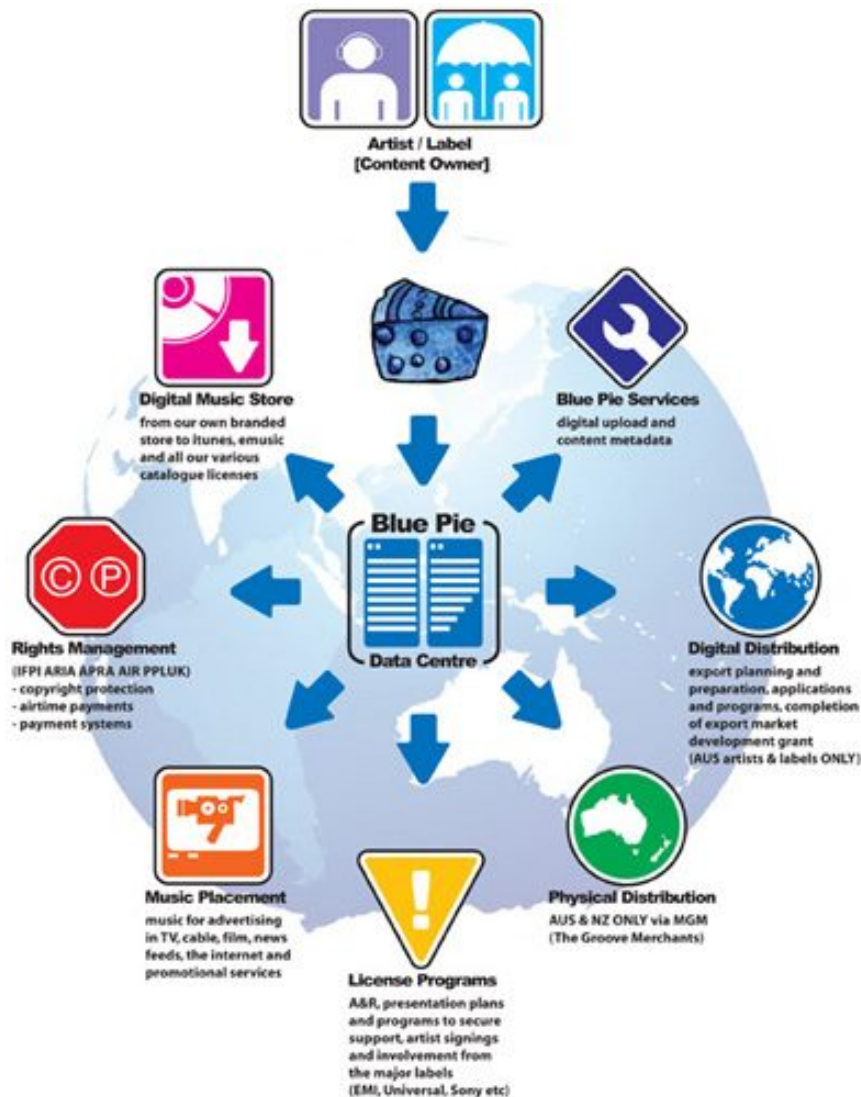 Artist / Label
[Content Owner]
Digital Music Store
from our own branded
store to itunes, emusic
and all our various
catalogue licenses
Blue Pie Services
digital upload and
content metadata
Blue Pie
Data Centre
C P
Rights Management
(IFPI ARIA APRA AIR PPLUK)
- copyright protection
- airtime payments
- payment systems
Digital Distribution
export planning and
preparation, applications
and programs, completion
of export market
development grant
(AUS artists & labels ONLY)
Music Placement
music for advertising
in TV, cable, film, news
feeds, the internet and
promotional services
!
License Programs
A&R, presentation plans
and programs to secure
support, artist signings
and involvement from
the major labels
(EMI, Universal, Sony etc)
Physical Distribution
AUS & NZ ONLY via MGM
(The Groove Merchants)